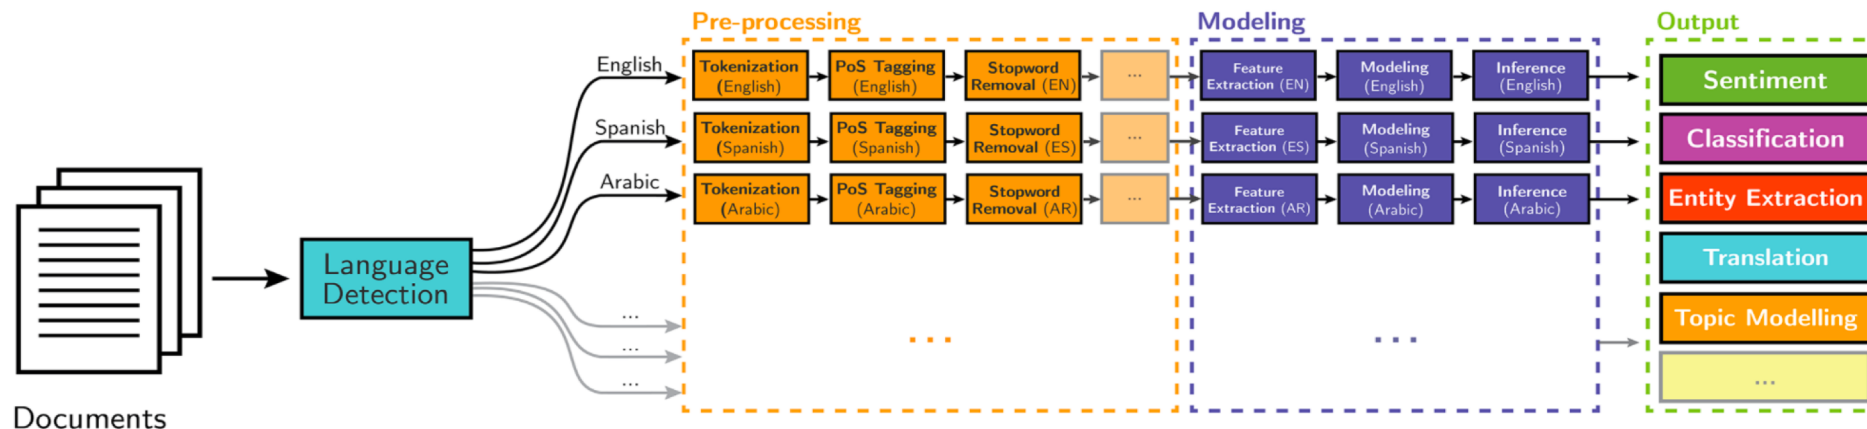 Pre-processing
Modeling
Output
English
Tokenization
(English)
PoS Tagging
(English)
Stopword
Removal (EN)
...
Feature
Extraction (EN)
Modeling
(English)
Inference
(English)
Sentiment
Spanish
Tokenization
(Spanish)
PoS Tagging
(Spanish)
Stopword
Removal (ES)
...
Feature
Extraction (ES)
Modeling
(Spanish)
Inference
(Spanish)
Classification
Arabic
Tokenization
(Arabic)
PoS Tagging
(Arabic)
Stopword
Removal (AR)
...
Feature
Extraction (AR)
Modeling
(Arabic)
Inference
(Arabic)
Entity Extraction
Language
Detection
Translation
...
...
...
...
...
Topic Modelling
...
Documents